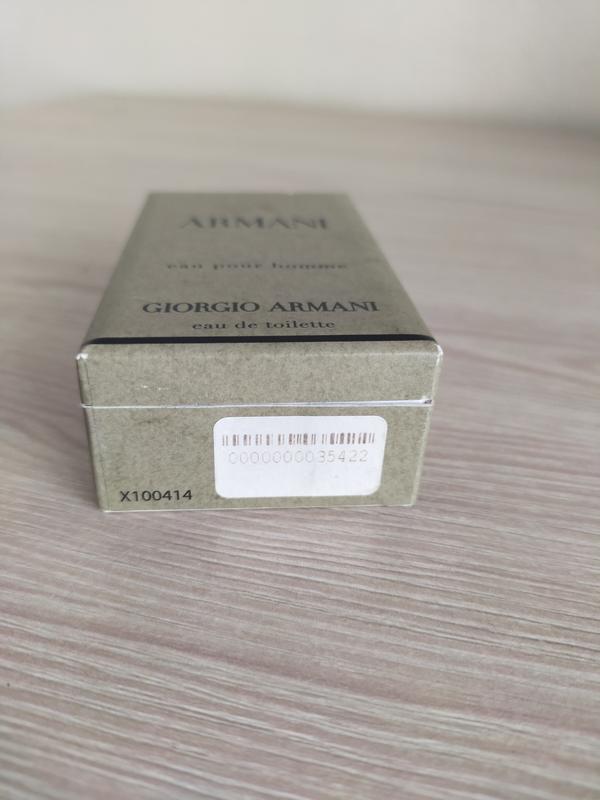 ARMANI
eau pour homme
GIORGIO ARMANI
eau de toilette
0000000035422
X100414